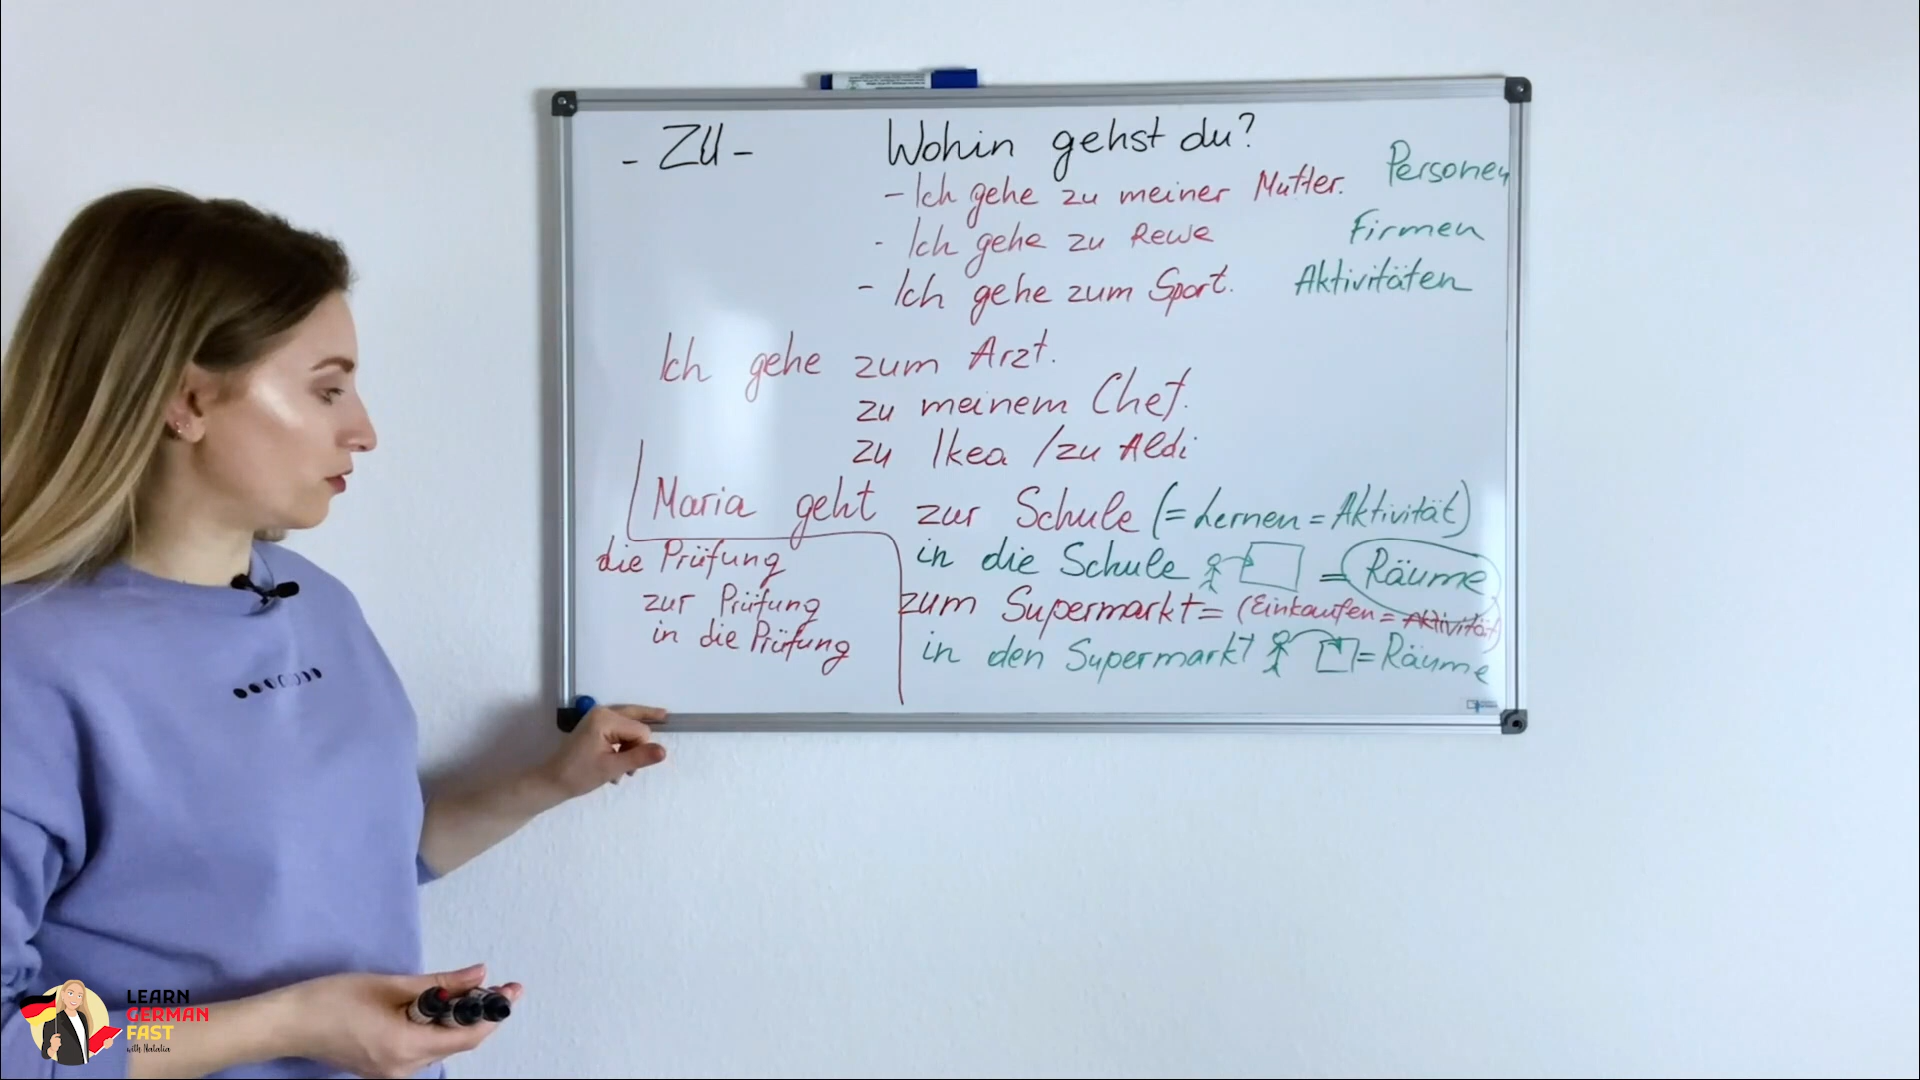 - ZU -
Wohin gehst du?
- Ich gehe zu meiner Mutter. Personen
- Ich gehe zu Rewe Firmen
- Ich gehe zum Sport. Aktivitäten
Ich gehe zum Arzt.
zu meinem Chef.
zu Ikea / zu Aldi
Maria geht zur Schule (= Lernen = Aktivität)
in die Schule = Räume
zum Supermarkt = (Einkaufen = Aktivität)
in den Supermarkt = Räume
die Prüfung
zur Prüfung
in die Prüfung
LEARN
GERMAN
FAST
with Natalia